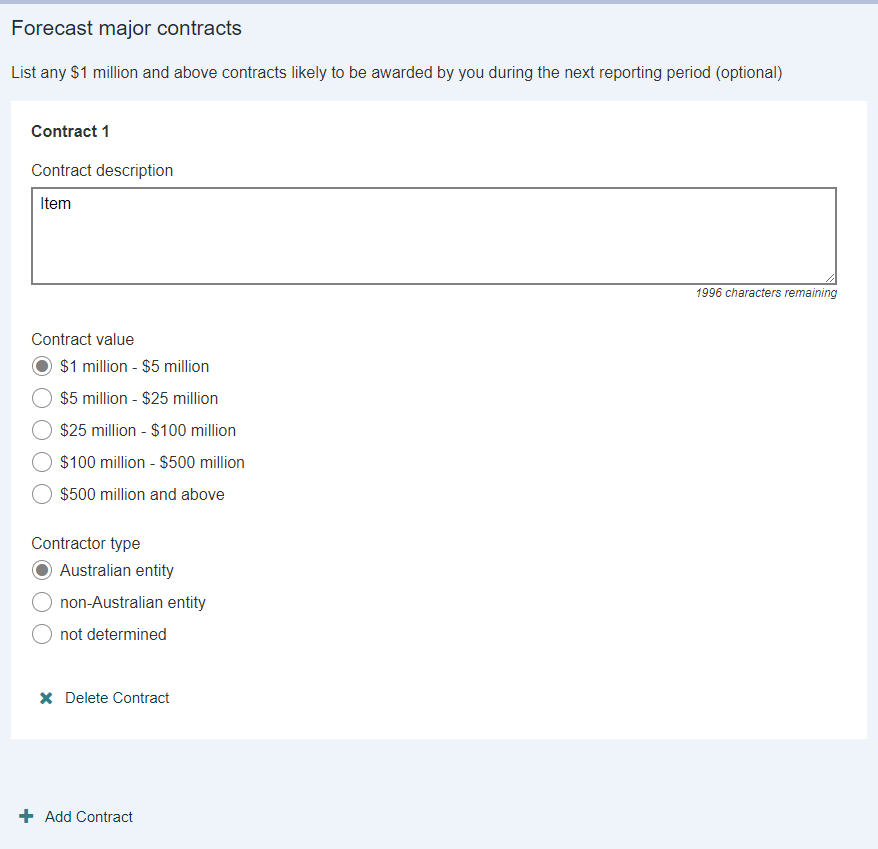 Forecast major contracts
List any $1 million and above contracts likely to be awarded by you during the next reporting period (optional)
Contract 1
Contract description
Item
1996 characters remaining
Contract value
$1 million - $5 million
$5 million - $25 million
$25 million - $100 million
$100 million - $500 million
$500 million and above
Contractor type
Australian entity
non-Australian entity
not determined
Delete Contract
Add Contract